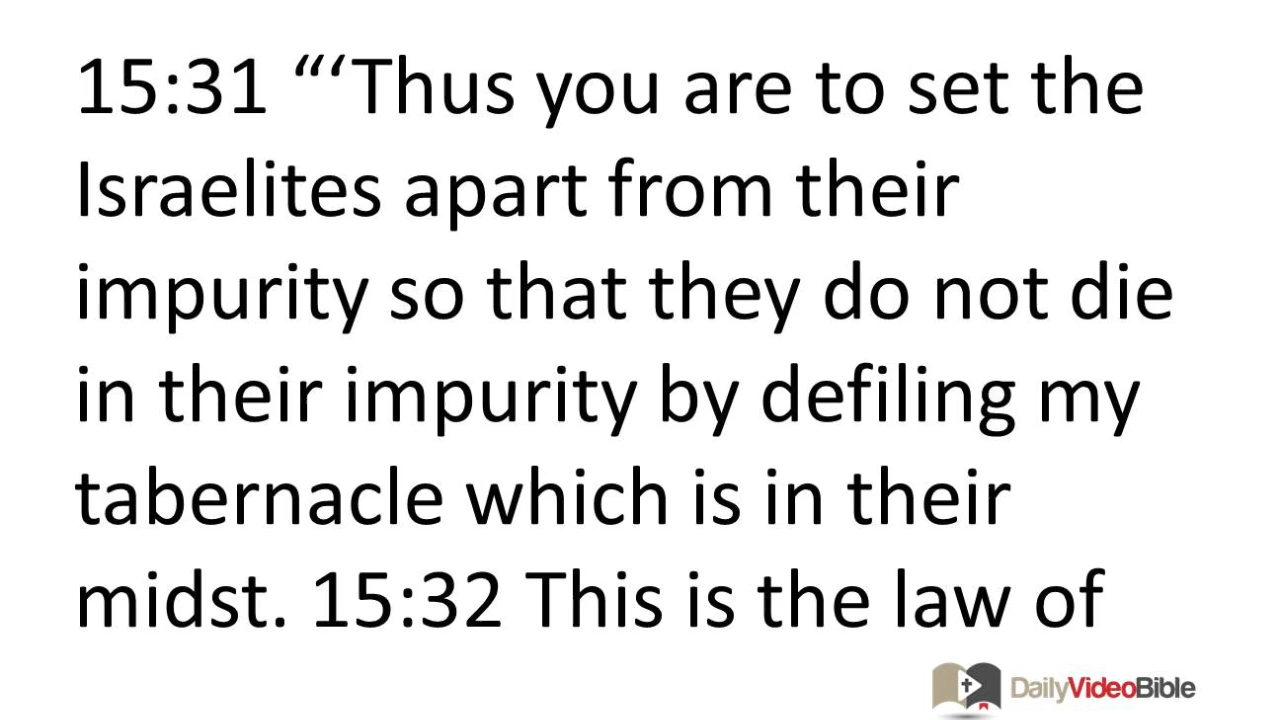 15:31 “‘Thus you are to set the
Israelites apart from their
impurity so that they do not die
in their impurity by defiling my
tabernacle which is in their
midst. 15:32 This is the law of
DailyVideoBible